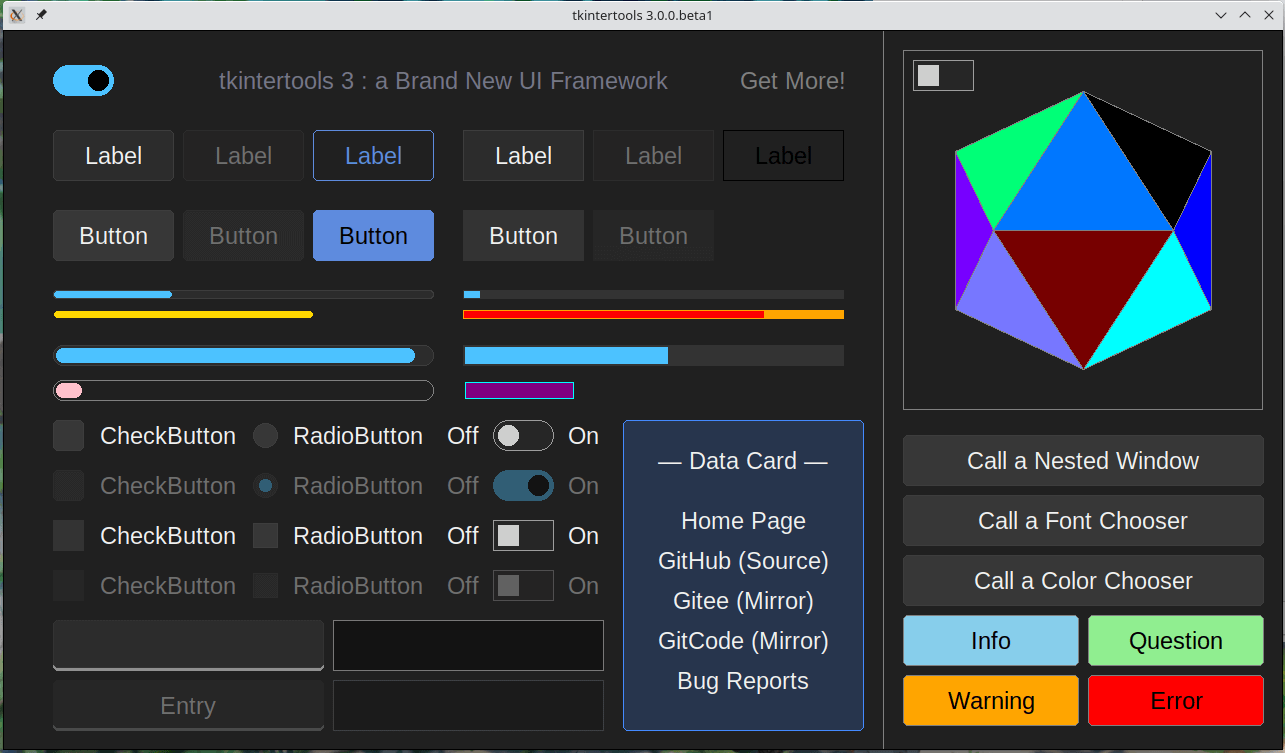 tkintertools 3.0.0.beta1
tkintertools 3 : a Brand New UI Framework Get More!
Label Label Label Label Label Label
Button Button Button Button Button
CheckButton RadioButton Off On
CheckButton RadioButton Off On
CheckButton RadioButton Off On
CheckButton RadioButton Off On
Entry
— Data Card —
Home Page
GitHub (Source)
Gitee (Mirror)
GitCode (Mirror)
Bug Reports
Call a Nested Window
Call a Font Chooser
Call a Color Chooser
Info Question
Warning Error